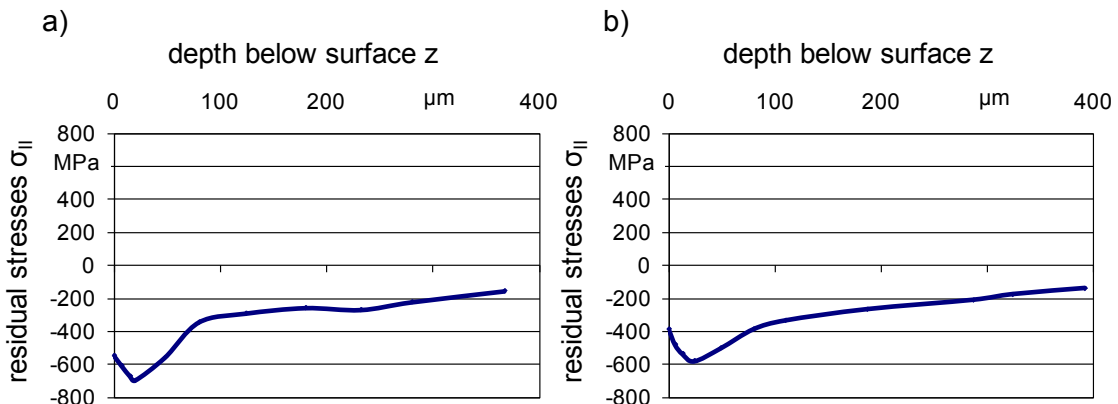 a)
depth below surface z
0 100 200 µm 400
residual stresses σII
800
MPa
400
200
0
-200
-400
-600
-800
b)
depth below surface z
0 100 200 µm 400
residual stresses σII
800
MPa
400
200
0
-200
-400
-600
-800